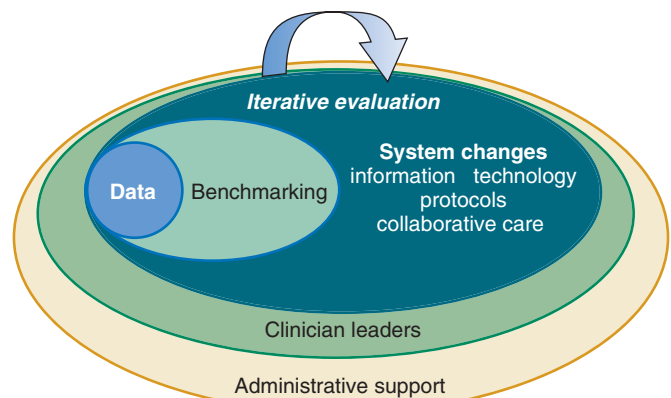 Iterative evaluation
System changes
information technology
protocols
collaborative care
Data
Benchmarking
Clinician leaders
Administrative support